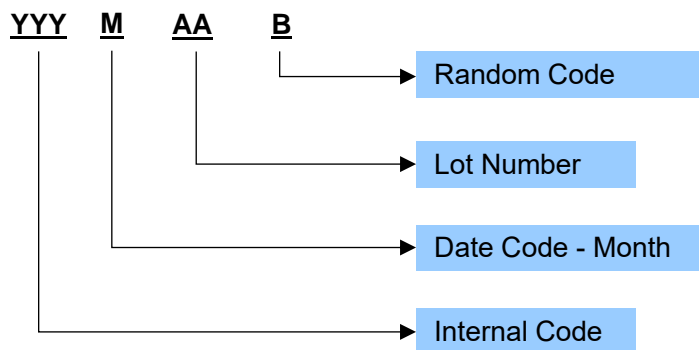 YYY M AA B
Random Code
Lot Number
Date Code - Month
Internal Code